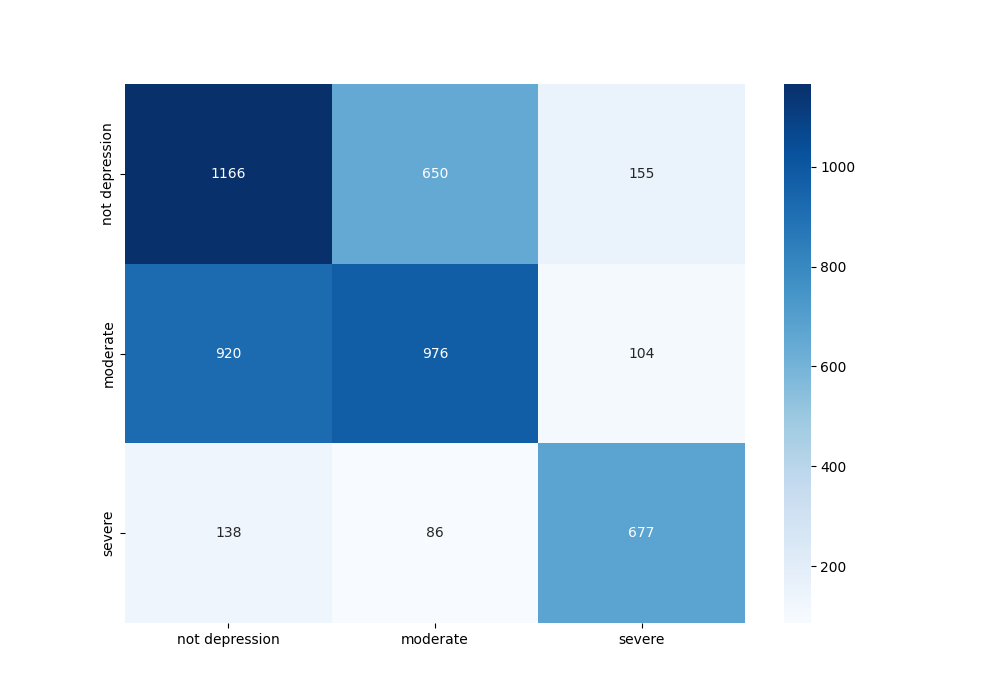 not depression
1166
650
155
moderate
920
976
104
severe
138
86
677
not depression
moderate
severe
1000
800
600
400
200